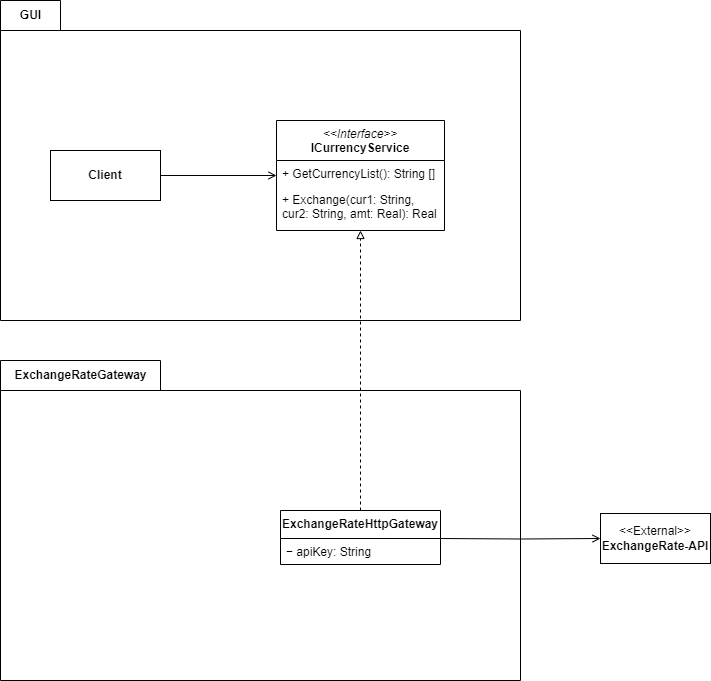 GUI
<<Interface>>
ICurrencyService
Client
+ GetCurrencyList(): String []
+ Exchange(cur1: String,
cur2: String, amt: Real): Real
ExchangeRateGateway
ExchangeRateHttpGateway
− apiKey: String
<<External>>
ExchangeRate-API